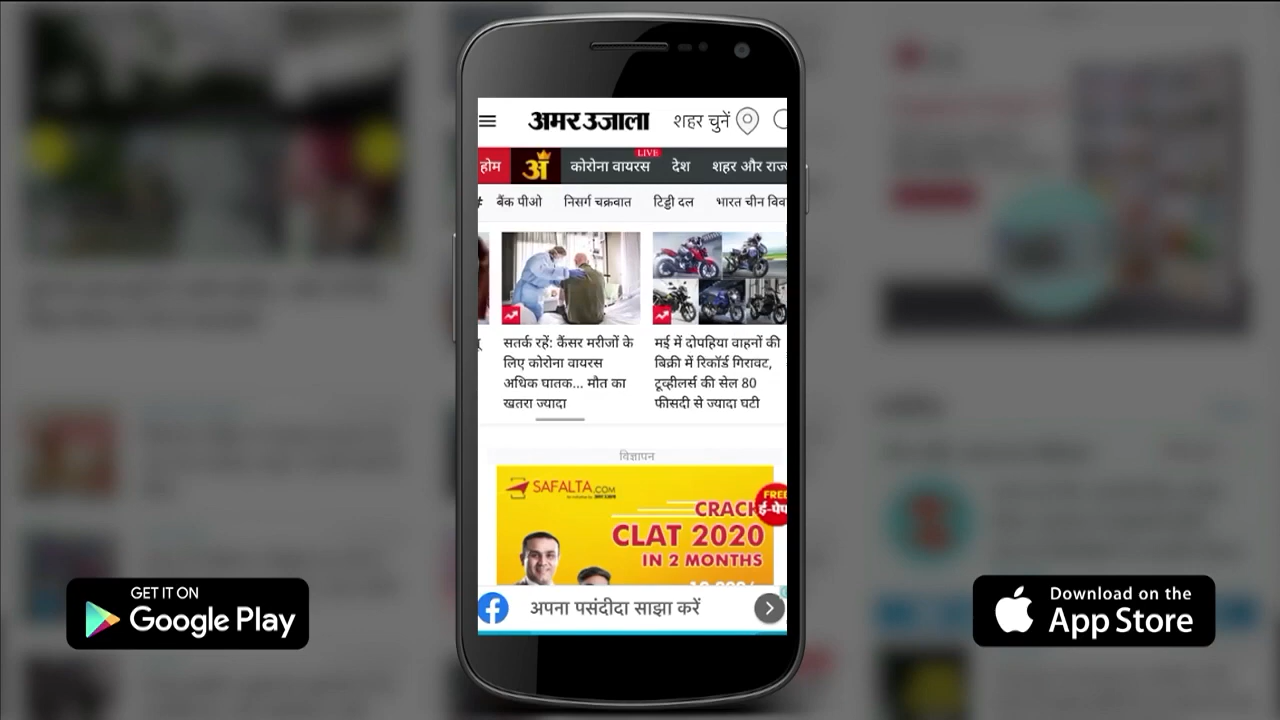 अमर उजाला
शहर चुनें
LIVE
होम
अ
कोरोना वायरस
देश
शहर और राज्
#
बैंक पीओ
निसर्ग चक्रवात
टिड्डी दल
भारत चीन विवा
सतर्क रहें: कैंसर मरीजों के
लिए कोरोना वायरस
अधिक घातक... मौत का
खतरा ज्यादा
मई में दोपहिया वाहनों की
बिक्री में रिकॉर्ड गिरावट,
टूव्हीलर्स की सेल 80
फीसदी से ज्यादा घटी
विज्ञापन
SAFALTA.COM
CRACK
CLAT 2020
IN 2 MONTHS
FREE
ई-पेप
अपना पसंदीदा साझा करें
GET IT ON
Google Play
Download on the
App Store